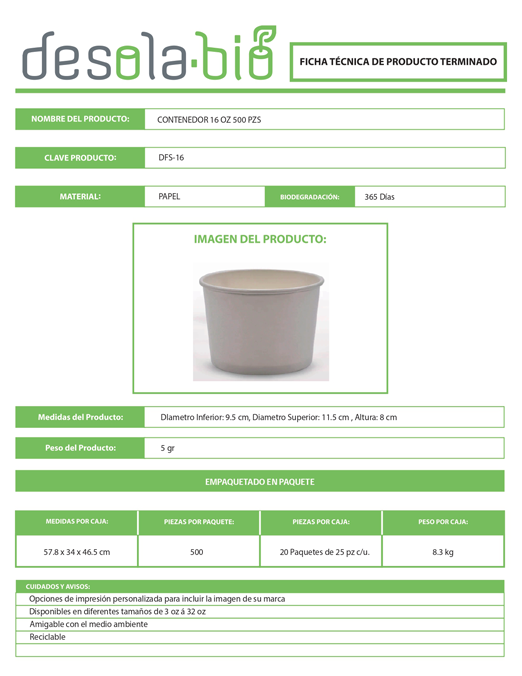 desola·bio
FICHA TÉCNICA DE PRODUCTO TERMINADO
NOMBRE DEL PRODUCTO: CONTENEDOR 16 OZ 500 PZS
CLAVE PRODUCTO: DFS-16
MATERIAL: PAPEL BIODEGRADACIÓN: 365 Días
IMAGEN DEL PRODUCTO:
Medidas del Producto: DIametro Inferior: 9.5 cm, Diametro Superior: 11.5 cm , Altura: 8 cm
Peso del Producto: 5 gr
EMPAQUETADO EN PAQUETE
MEDIDAS POR CAJA: PIEZAS POR PAQUETE: PIEZAS POR CAJA: PESO POR CAJA:
57.8 x 34 x 46.5 cm 500 20 Paquetes de 25 pz c/u. 8.3 kg
CUIDADOS Y AVISOS:
Opciones de impresión personalizada para incluir la imagen de su marca
Disponibles en diferentes tamaños de 3 oz á 32 oz
Amigable con el medio ambiente
Reciclable